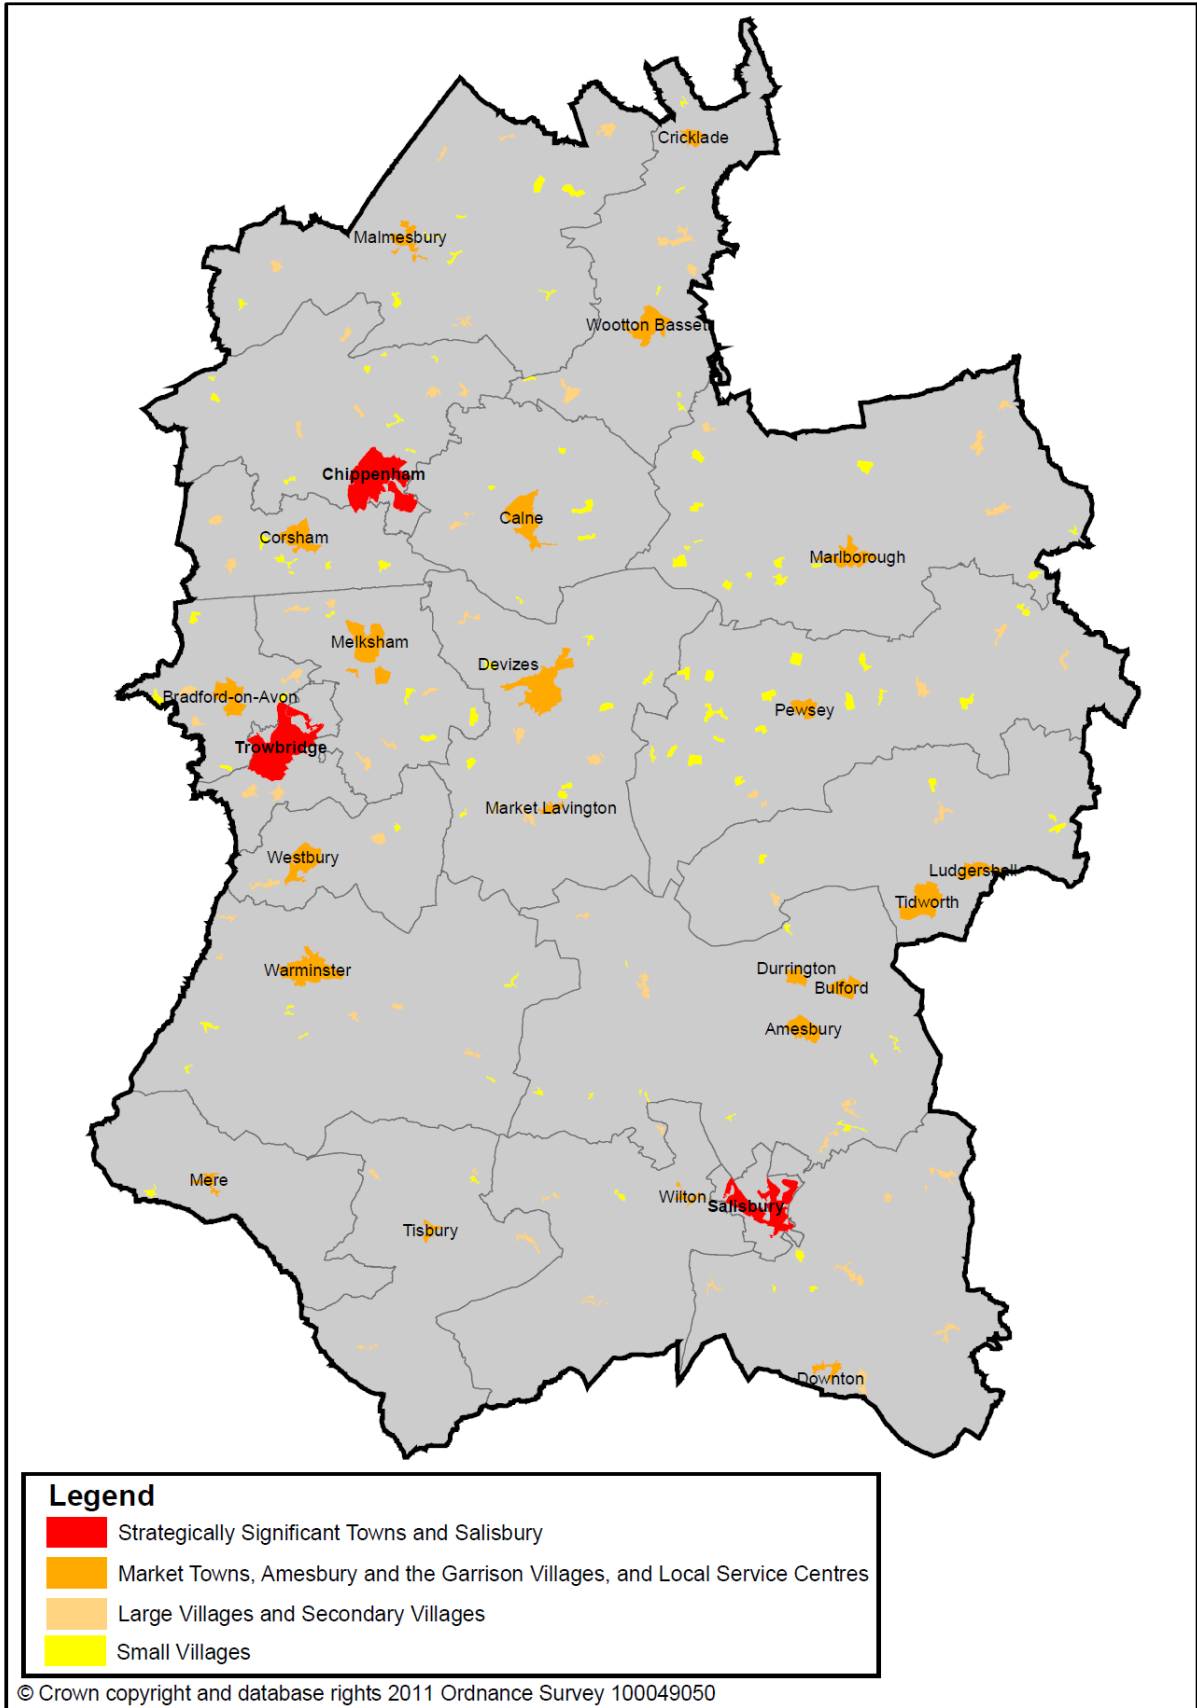 Cricklade
Malmesbury
Wootton Bassett
Chippenham
Calne
Corsham
Marlborough
Melksham
Devizes
Bradford-on-Avon
Pewsey
Trowbridge
Market Lavington
Westbury
Ludgershall
Tidworth
Warminster
Durrington
Bulford
Amesbury
Mere
Wilton
Salisbury
Tisbury
Downton
Legend
Strategically Significant Towns and Salisbury
Market Towns, Amesbury and the Garrison Villages, and Local Service Centres
Large Villages and Secondary Villages
Small Villages
© Crown copyright and database rights 2011 Ordnance Survey 100049050